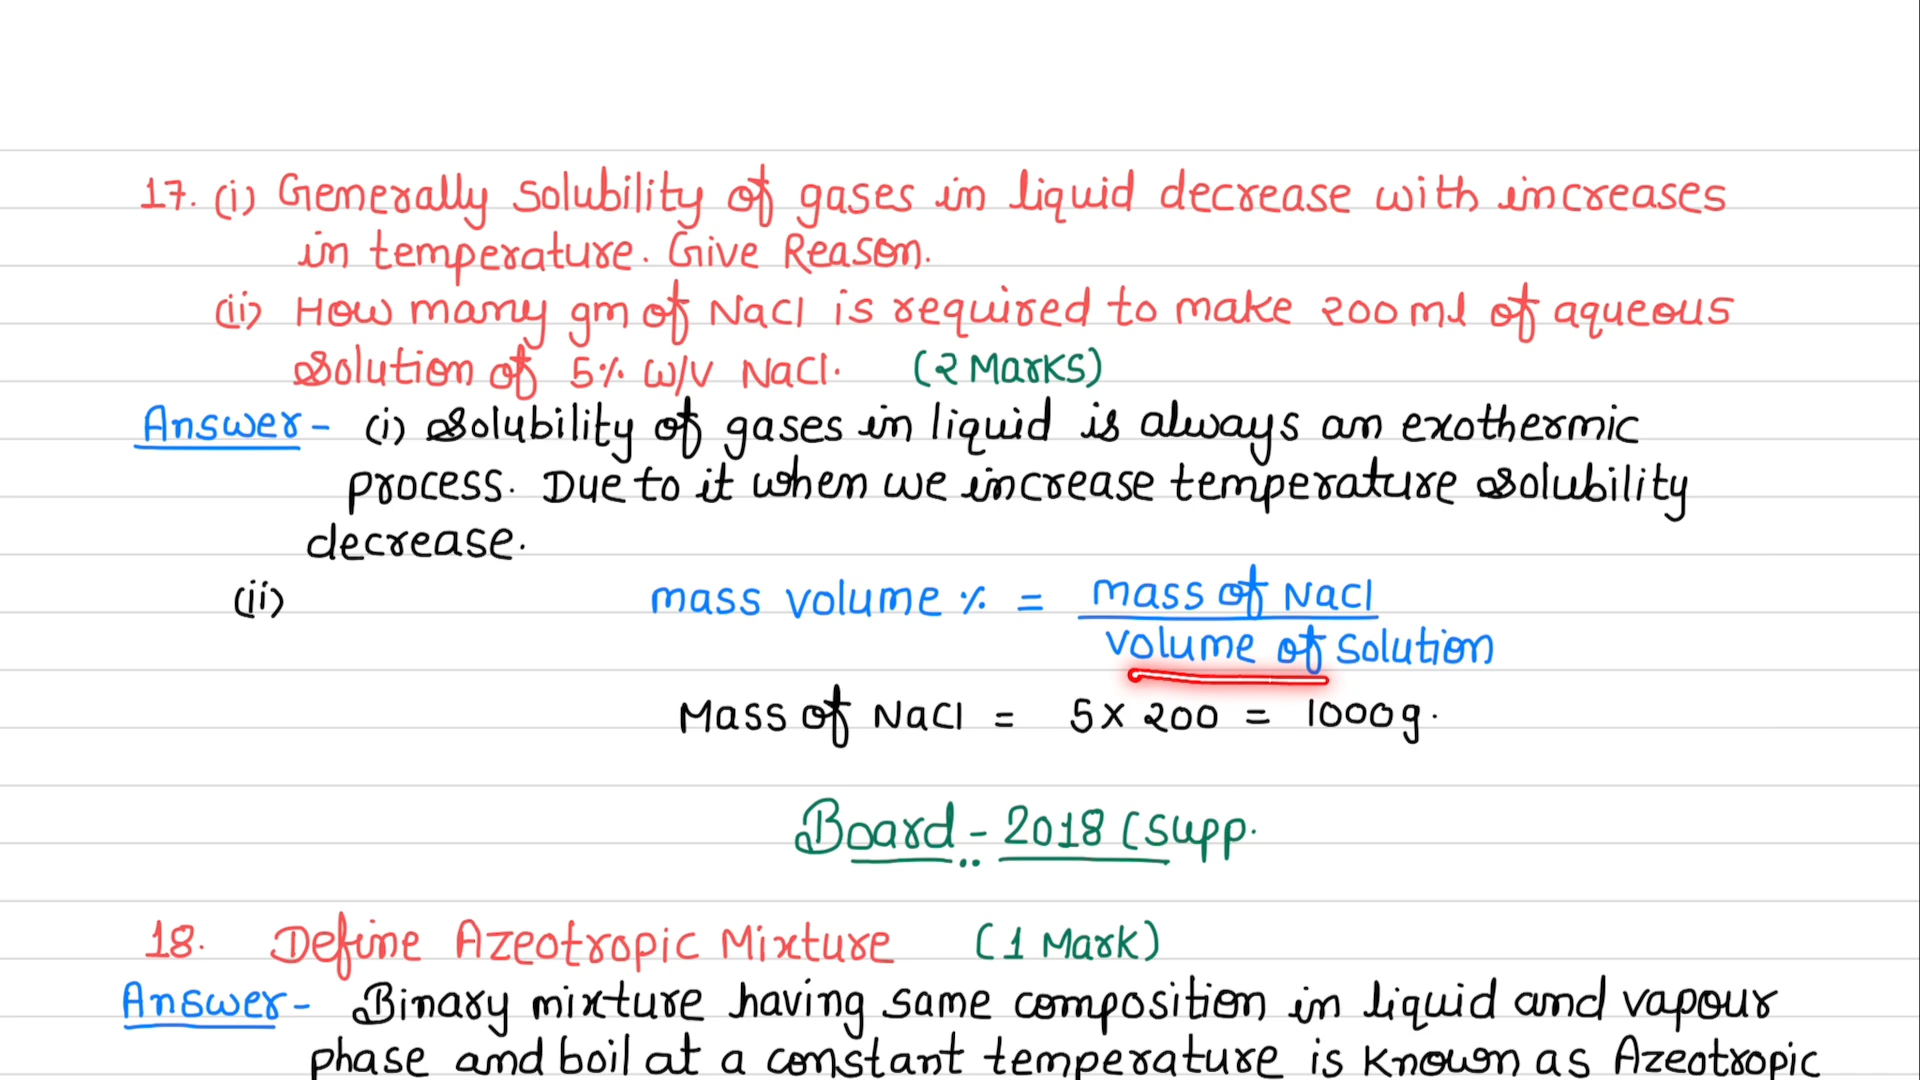 17. (i) Generally solubility of gases in liquid decrease with increases
in temperature. Give Reason.
(ii) How many gm of NaCl is required to make 200 ml of aqueous
solution of 5% w/v NaCl. (2 Marks)
Answer - (i) Solubility of gases in liquid is always an exothermic
process. Due to it when we increase temperature solubility
decrease.
(ii) mass volume % = mass of NaCl
volume of solution
Mass of NaCl = 5 x 200 = 1000g.
Board - 2018 (Supp.
18. Define Azeotropic Mixture (1 Mark)
Answer - Binary mixture having same composition in liquid and vapour
phase and boil at a constant temperature is known as Azeotropic